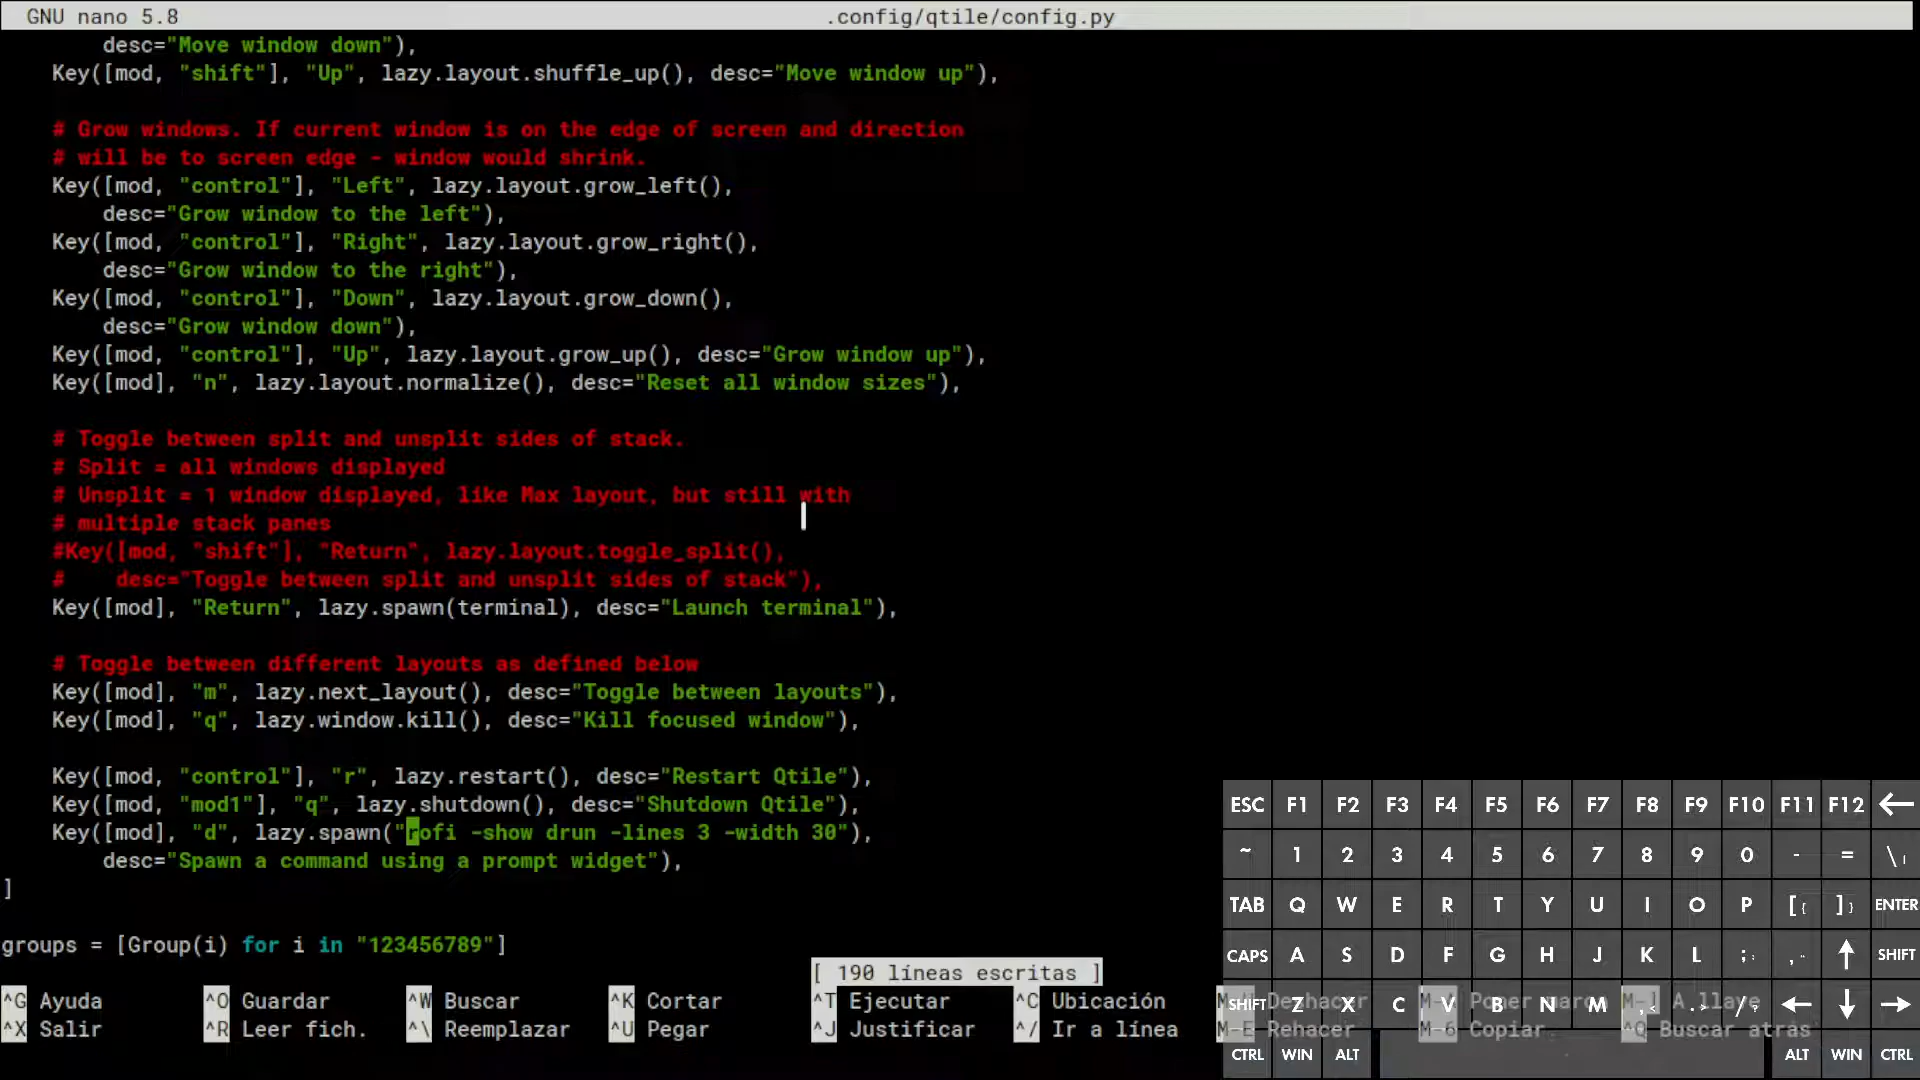 GNU nano 5.8 .config/qtile/config.py
desc="Move window down"),
Key([mod, "shift"], "Up", lazy.layout.shuffle_up(), desc="Move window up"),
# Grow windows. If current window is on the edge of screen and direction
# will be to screen edge - window would shrink.
Key([mod, "control"], "Left", lazy.layout.grow_left(),
desc="Grow window to the left"),
Key([mod, "control"], "Right", lazy.layout.grow_right(),
desc="Grow window to the right"),
Key([mod, "control"], "Down", lazy.layout.grow_down(),
desc="Grow window down"),
Key([mod, "control"], "Up", lazy.layout.grow_up(), desc="Grow window up"),
Key([mod], "n", lazy.layout.normalize(), desc="Reset all window sizes"),
# Toggle between split and unsplit sides of stack.
# Split = all windows displayed
# Unsplit = 1 window displayed, like Max layout, but still with
# multiple stack panes
#Key([mod, "shift"], "Return", lazy.layout.toggle_split(),
#    desc="Toggle between split and unsplit sides of stack"),
Key([mod], "Return", lazy.spawn(terminal), desc="Launch terminal"),
# Toggle between different layouts as defined below
Key([mod], "m", lazy.next_layout(), desc="Toggle between layouts"),
Key([mod], "q", lazy.window.kill(), desc="Kill focused window"),
Key([mod, "control"], "r", lazy.restart(), desc="Restart Qtile"),
Key([mod, "mod1"], "q", lazy.shutdown(), desc="Shutdown Qtile"),
Key([mod], "d", lazy.spawn("rofi -show drun -lines 3 -width 30"),
desc="Spawn a command using a prompt widget"),
]
groups = [Group(i) for i in "123456789"]
[ 190 líneas escritas ]
^G Ayuda ^O Guardar ^W Buscar ^K Cortar ^T Ejecutar ^C Ubicación Deshacer Poner marc A llave
^X Salir ^R Leer fich. ^\ Reemplazar ^U Pegar ^J Justificar ^/ Ir a línea M-E Rehacer M-6 Copiar ^Q Buscar atrás
ESC F1 F2 F3 F4 F5 F6 F7 F8 F9 F10 F11 F12 ←
~ 1 2 3 4 5 6 7 8 9 0 - = \ |
TAB Q W E R T Y U I O P [ { ] } ENTER
CAPS A S D F G H J K L ; : , " ↑ SHIFT
SHIFT Z X C V B N M , < . > / ? ← ↓ →
CTRL WIN ALT ALT WIN CTRL